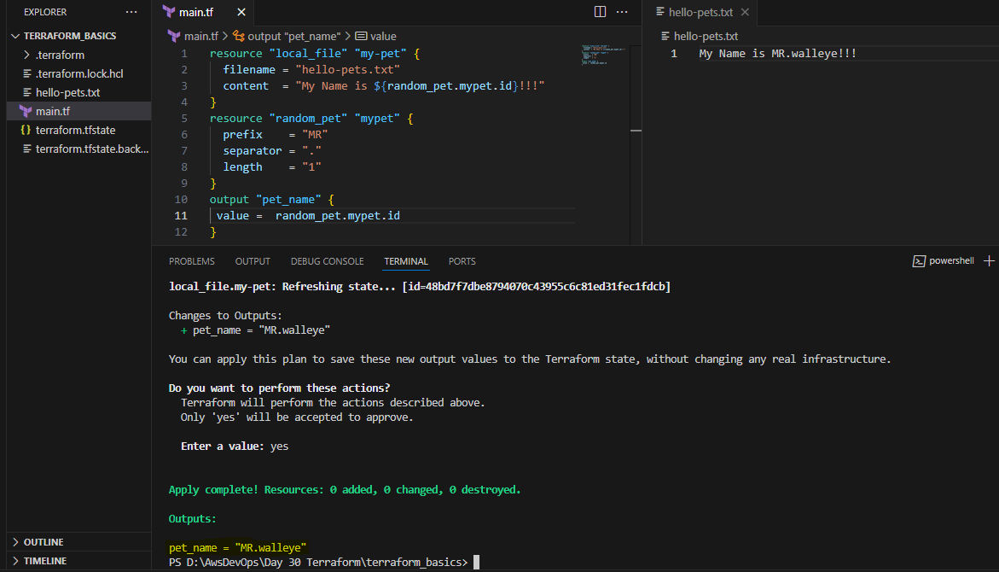 EXPLORER
TERRAFORM_BASICS
.terraform
.terraform.lock.hcl
hello-pets.txt
main.tf
terraform.tfstate
terraform.tfstate.back...
OUTLINE
TIMELINE
main.tf
main.tf > output "pet_name" > value
1 resource "local_file" "my-pet" {
2 filename = "hello-pets.txt"
3 content  = "My Name is ${random_pet.mypet.id}!!!"
4 }
5 resource "random_pet" "mypet" {
6 prefix    = "MR"
7 separator = "."
8 length    = "1"
9 }
10 output "pet_name" {
11 value =  random_pet.mypet.id
12 }
hello-pets.txt
hello-pets.txt
1 My Name is MR.walleye!!!
PROBLEMS OUTPUT DEBUG CONSOLE TERMINAL PORTS
powershell
local_file.my-pet: Refreshing state... [id=48bd7f7dbe8794070c43955c6c81ed31fec1fdcb]
Changes to Outputs:
+ pet_name = "MR.walleye"
You can apply this plan to save these new output values to the Terraform state, without changing any real infrastructure.
Do you want to perform these actions?
Terraform will perform the actions described above.
Only 'yes' will be accepted to approve.
Enter a value: yes
Apply complete! Resources: 0 added, 0 changed, 0 destroyed.
Outputs:
pet_name = "MR.walleye"
PS D:\AwsDevOps\Day 30 Terraform\terraform_basics>